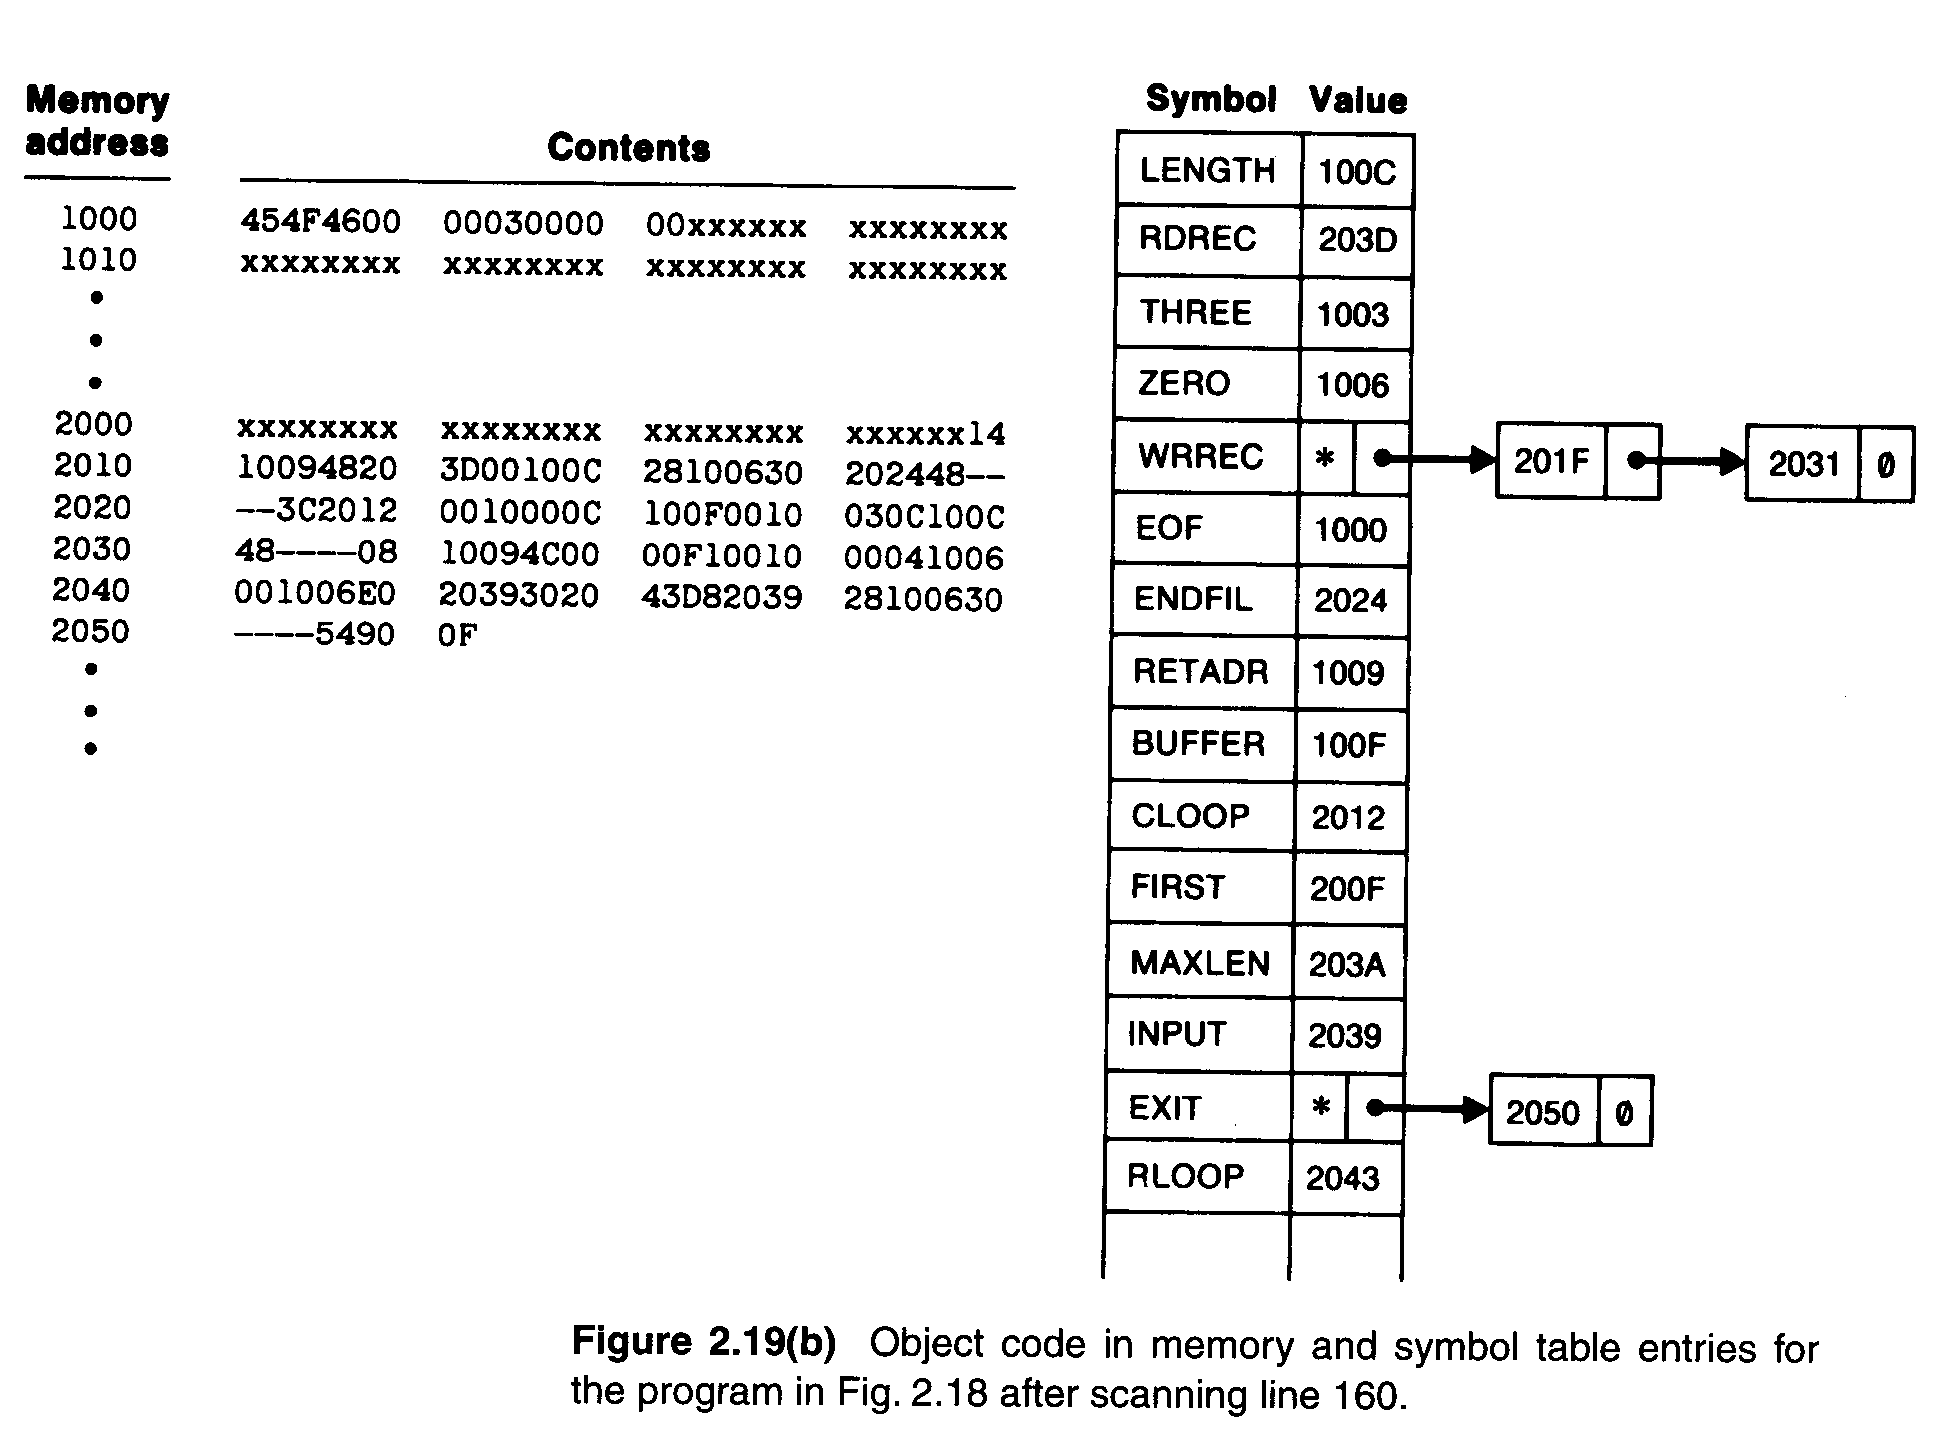 Memory
address
Contents
1000 454F4600 00030000 00xxxxxx xxxxxxxx
1010 xxxxxxxx xxxxxxxx xxxxxxxx xxxxxxxx
•
•
•
2000 xxxxxxxx xxxxxxxx xxxxxxxx xxxxxx14
2010 10094820 3D00100C 28100630 202448--
2020 --3C2012 0010000C 100F0010 030C100C
2030 48----08 10094C00 00F10010 00041006
2040 001006E0 20393020 43D82039 28100630
2050 ----5490 0F
•
•
•
Symbol Value
LENGTH 100C
RDREC 203D
THREE 1003
ZERO 1006
WRREC * 201F 2031 0
EOF 1000
ENDFIL 2024
RETADR 1009
BUFFER 100F
CLOOP 2012
FIRST 200F
MAXLEN 203A
INPUT 2039
EXIT * 2050 0
RLOOP 2043
Figure 2.19(b) Object code in memory and symbol table entries for
the program in Fig. 2.18 after scanning line 160.